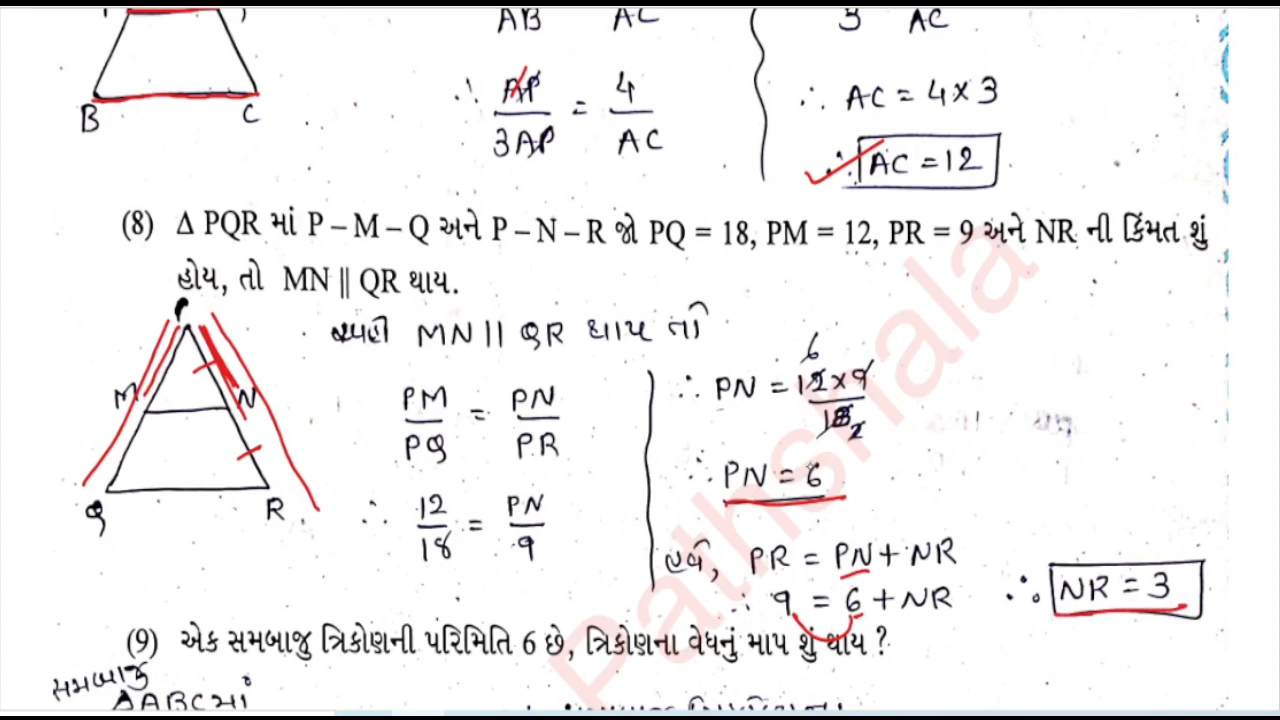 AB AC
3 AC
B C
∴ AP/3AP = 4/AC
∴ AC = 4 × 3
∴ AC = 12
(8) Δ PQR માં P – M – Q અને P – N – R જો PQ = 18, PM = 12, PR = 9 અને NR ની કિંમત શું
હોય, તો MN || QR થાય.
MN || QR થાય તો
P
M N
Q R
PM/PQ = PN/PR
∴ 12/18 = PN/9
∴ PN = 12 × 9/18
6
2
∴ PN = 6
હવે, PR = PN + NR
∴ 9 = 6 + NR
∴ NR = 3
(9) એક સમબાજુ ત્રિકોણની પરિમિતિ 6 છે, ત્રિકોણના વેધનું માપ શું થાય ?
સમબાજુ
ΔABC માં
Pathshala